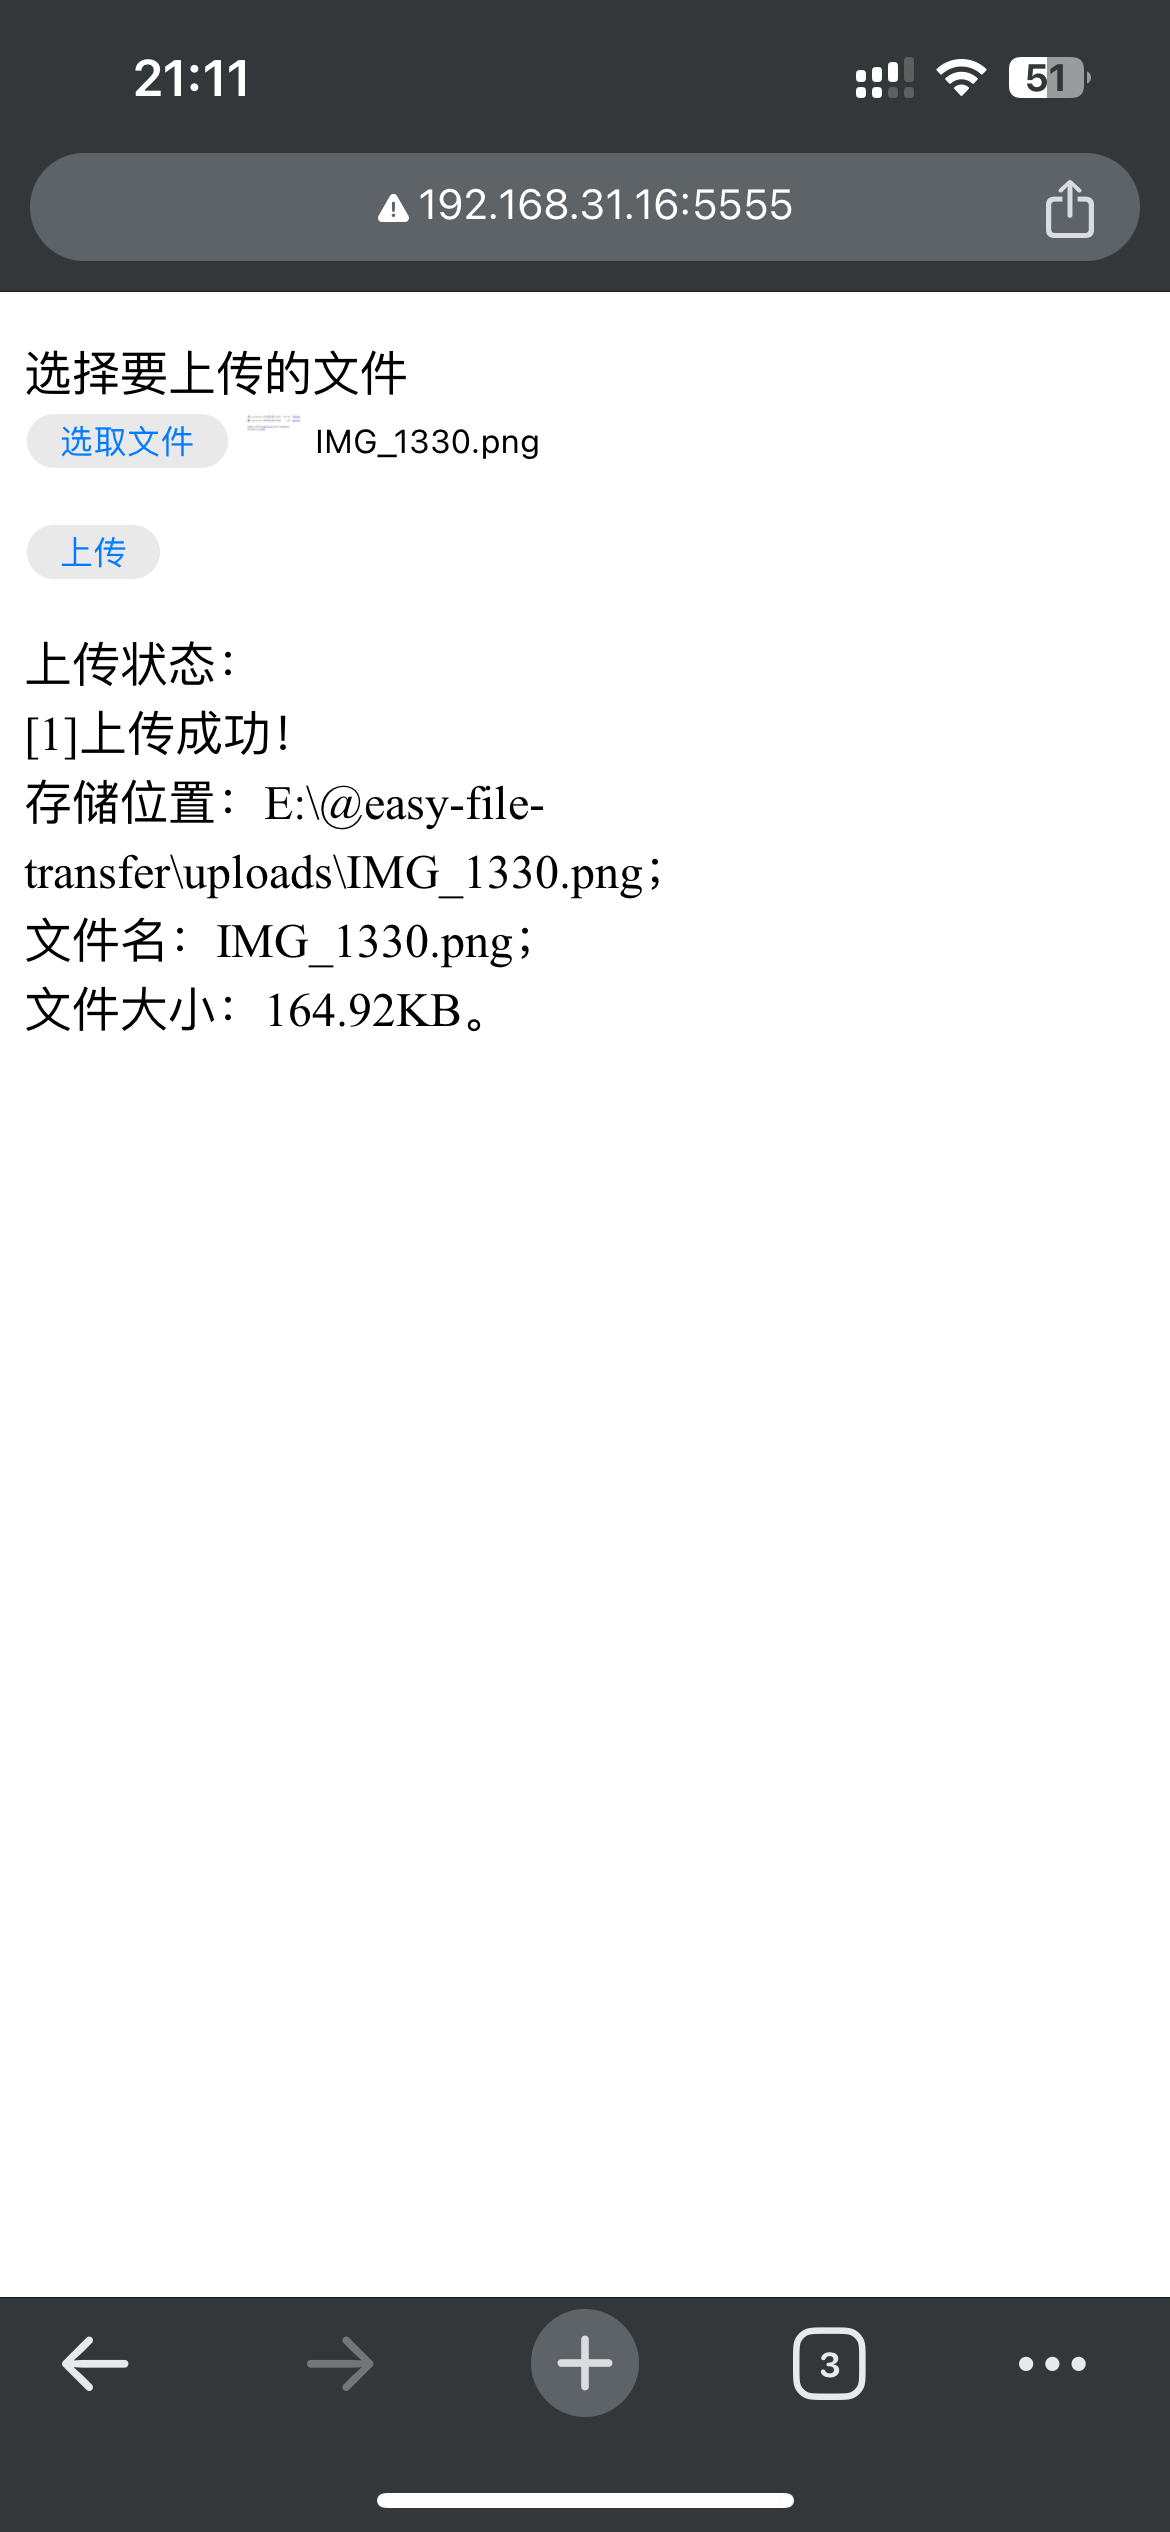 21:11
51
192.168.31.16:5555
选择要上传的文件
选取文件 IMG_1330.png
上传
上传状态：
[1]上传成功！
存储位置：E:\@easy-file-
transfer\uploads\IMG_1330.png；
文件名：IMG_1330.png；
文件大小：164.92KB。
3